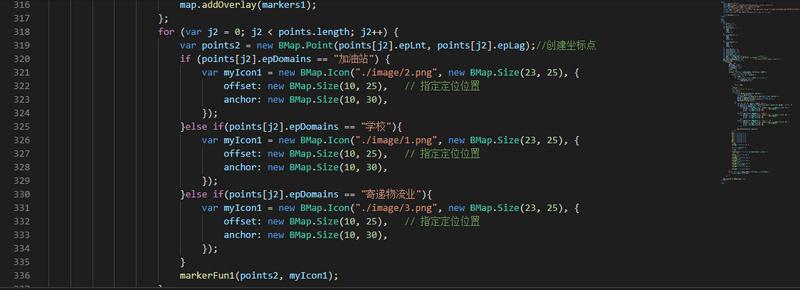 316 map.addOverlay(markers1);
317 };
318 for (var j2 = 0; j2 < points.length; j2++) {
319 var points2 = new BMap.Point(points[j2].epLnt, points[j2].epLag);//创建坐标点
320 if (points[j2].epDomains == "加油站") {
321 var myIcon1 = new BMap.Icon("./image/2.png", new BMap.Size(23, 25), {
322 offset: new BMap.Size(10, 25), // 指定定位位置
323 anchor: new BMap.Size(10, 30),
324 });
325 }else if(points[j2].epDomains == "学校"){
326 var myIcon1 = new BMap.Icon("./image/1.png", new BMap.Size(23, 25), {
327 offset: new BMap.Size(10, 25), // 指定定位位置
328 anchor: new BMap.Size(10, 30),
329 });
330 }else if(points[j2].epDomains == "寄递物流业"){
331 var myIcon1 = new BMap.Icon("./image/3.png", new BMap.Size(23, 25), {
332 offset: new BMap.Size(10, 25), // 指定定位位置
333 anchor: new BMap.Size(10, 30),
334 });
335 }
336 markerFun1(points2, myIcon1);